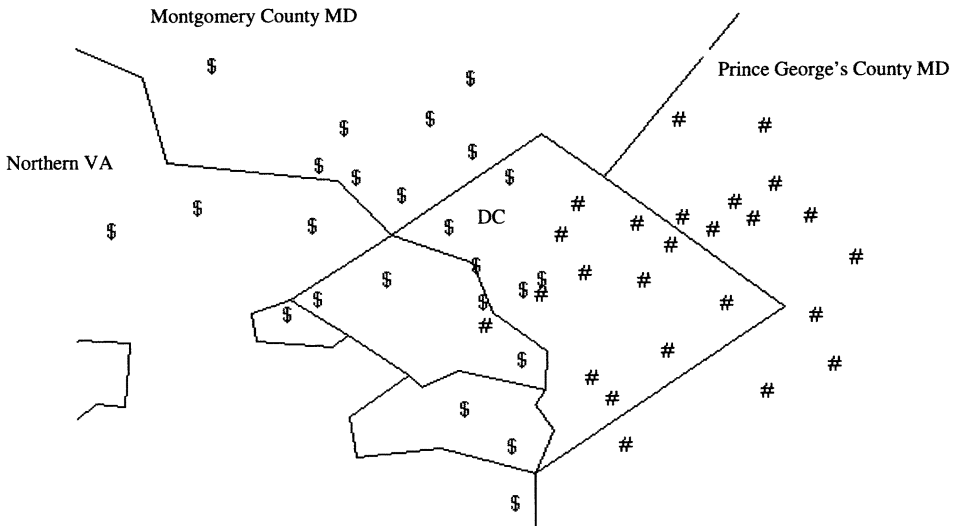 Montgomery County MD
Prince George's County MD
Northern VA
DC